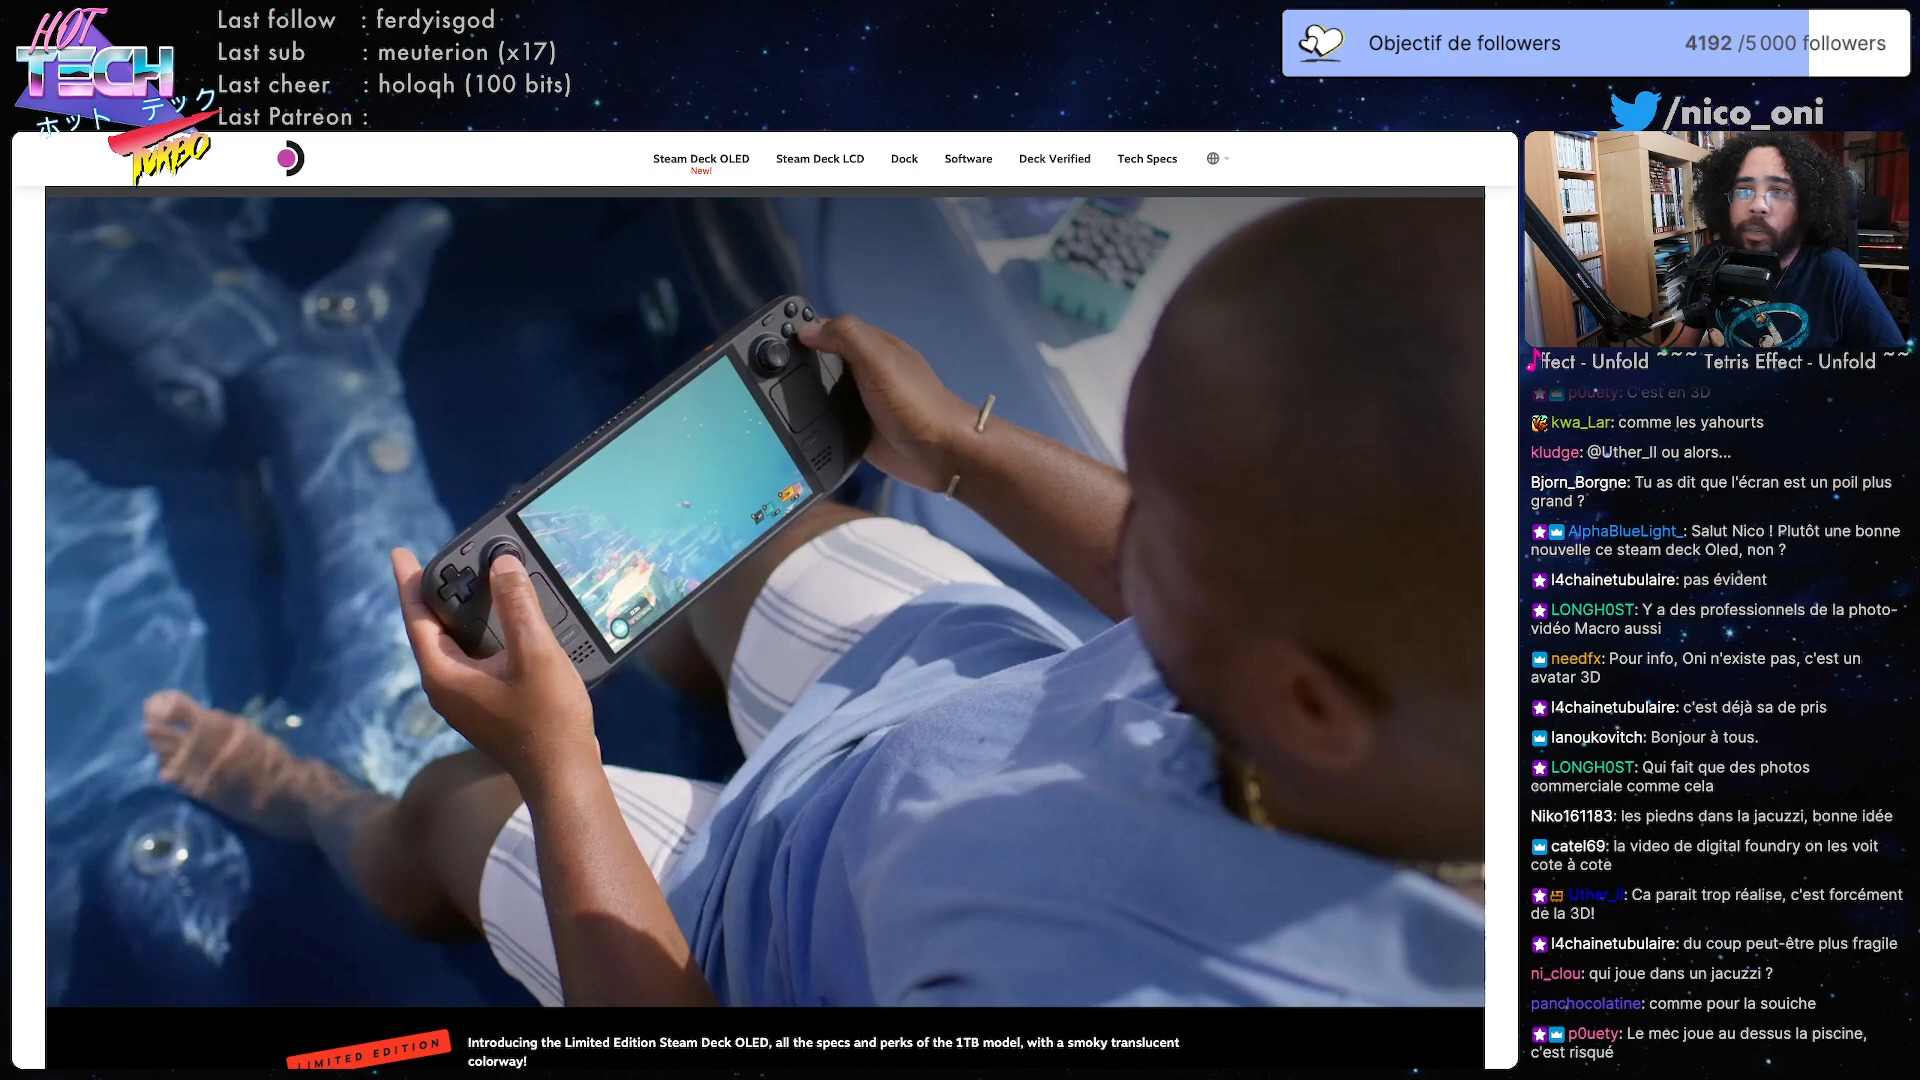 HOT
TECH
ホット テック
TURBO
Last follow : ferdyisgod
Last sub : meuterion (x17)
Last cheer : holoqh (100 bits)
Last Patreon :
Objectif de followers 4192 /5 000 followers
/nico_oni
Steam Deck OLED Steam Deck LCD Dock Software Deck Verified Tech Specs
New!
ffect - Unfold ~~~ Tetris Effect - Unfold ~~
p0uety: C'est en 3D
kwa_Lar: comme les yahourts
kludge: @Uther_II ou alors...
Bjorn_Borgne: Tu as dit que l'écran est un poil plus
grand ?
AlphaBlueLight_: Salut Nico ! Plutôt une bonne
nouvelle ce steam deck Oled, non ?
l4chainetubulaire: pas évident
LONGH0ST: Y a des professionnels de la photo-
vidéo Macro aussi
needfx: Pour info, Oni n'existe pas, c'est un
avatar 3D
l4chainetubulaire: c'est déjà sa de pris
Ianoukovitch: Bonjour à tous.
LONGH0ST: Qui fait que des photos
commerciale comme cela
Niko161183: les piedns dans la jacuzzi, bonne idée
catel69: la video de digital foundry on les voit
cote à cote
Uther_II: Ca parait trop réalise, c'est forcément
de la 3D!
l4chainetubulaire: du coup peut-être plus fragile
ni_clou: qui joue dans un jacuzzi ?
panchocolatine: comme pour la souiche
p0uety: Le mec joue au dessus la piscine,
c'est risqué
LIMITED EDITION
Introducing the Limited Edition Steam Deck OLED, all the specs and perks of the 1TB model, with a smoky translucent
colorway!